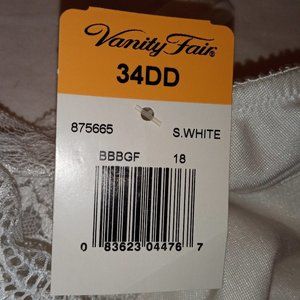 Vanity Fair®
34DD
875665 S.WHITE
BBBGF 18
0 83623 04476 7